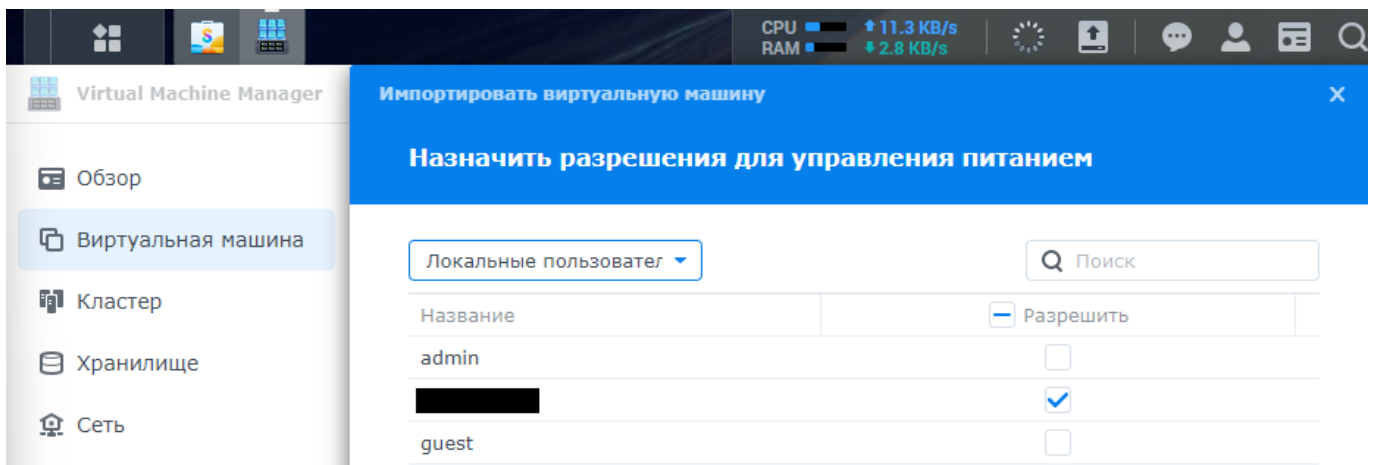 CPU 11.3 KB/s
RAM 2.8 KB/s
Virtual Machine Manager
Импортировать виртуальную машину
Назначить разрешения для управления питанием
Обзор
Виртуальная машина
Кластер
Хранилище
Сеть
Локальные пользовател
Поиск
Название Разрешить
admin
guest